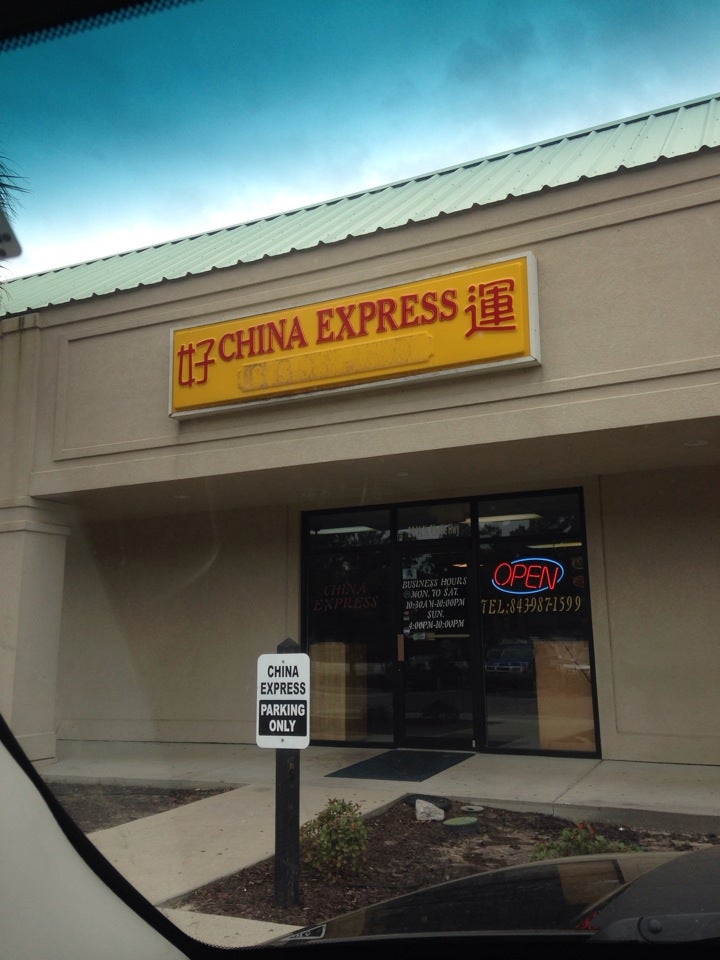 好 CHINA EXPRESS 運
CHINA
EXPRESS
BUSINESS HOURS
MON. TO SAT.
10:30AM-10:00PM
SUN.
4:00PM-10:00PM
OPEN
TEL:843-987-1599
CHINA
EXPRESS
PARKING
ONLY